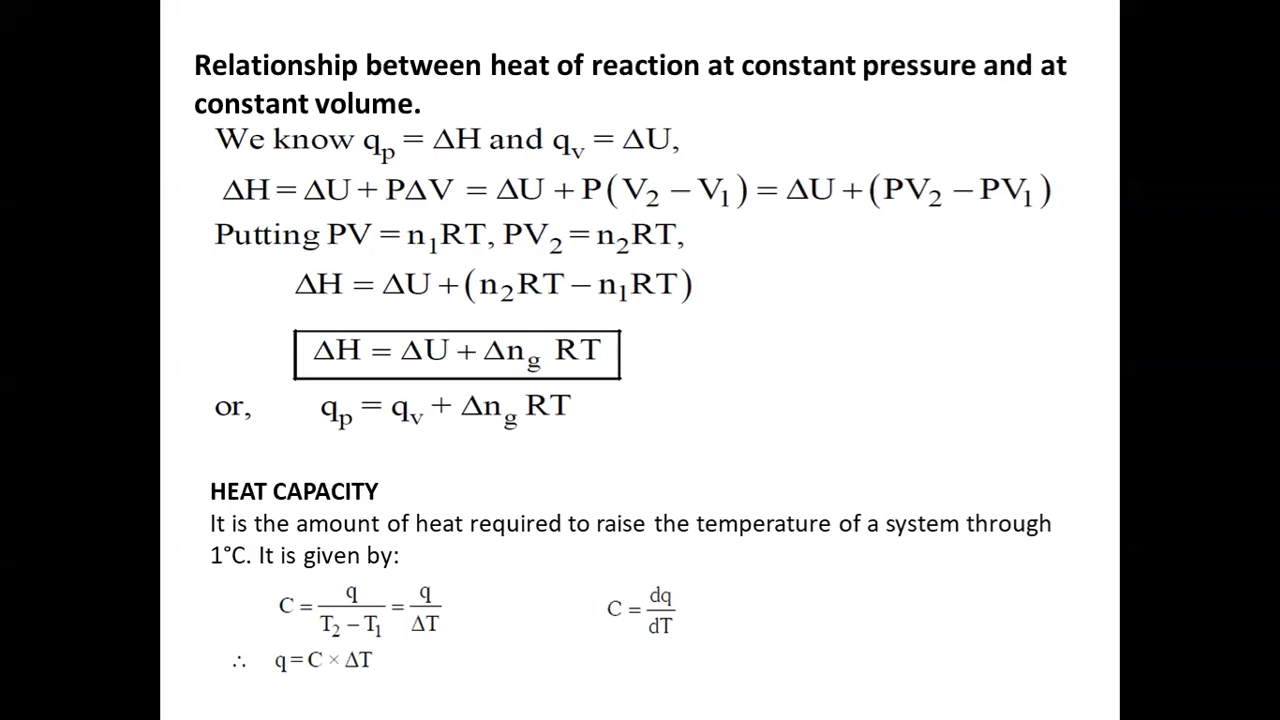 Relationship between heat of reaction at constant pressure and at
constant volume.
We know qₚ = ΔH and qᵥ = ΔU,
ΔH = ΔU + PΔV = ΔU + P(V₂ − V₁) = ΔU + (PV₂ − PV₁)
Putting PV = n₁RT, PV₂ = n₂RT,
ΔH = ΔU + (n₂RT − n₁RT)
ΔH = ΔU + Δn_g RT
or, qₚ = qᵥ + Δn_g RT
HEAT CAPACITY
It is the amount of heat required to raise the temperature of a system through
1°C. It is given by:
C = q/(T₂ − T₁) = q/ΔT C = dq/dT
∴ q = C × ΔT